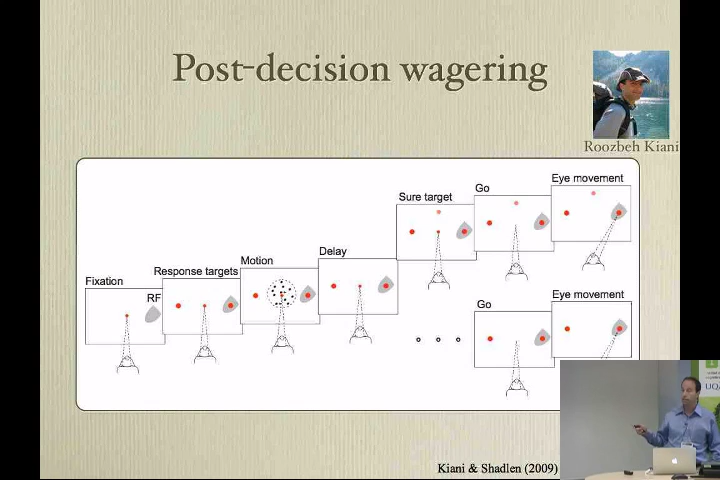 Post-decision wagering
Roozbeh Kiani
Fixation
RF
Response targets
Motion
Delay
Sure target
Go
Eye movement
Go
Eye movement
Kiani & Shadlen (2009)
UQ